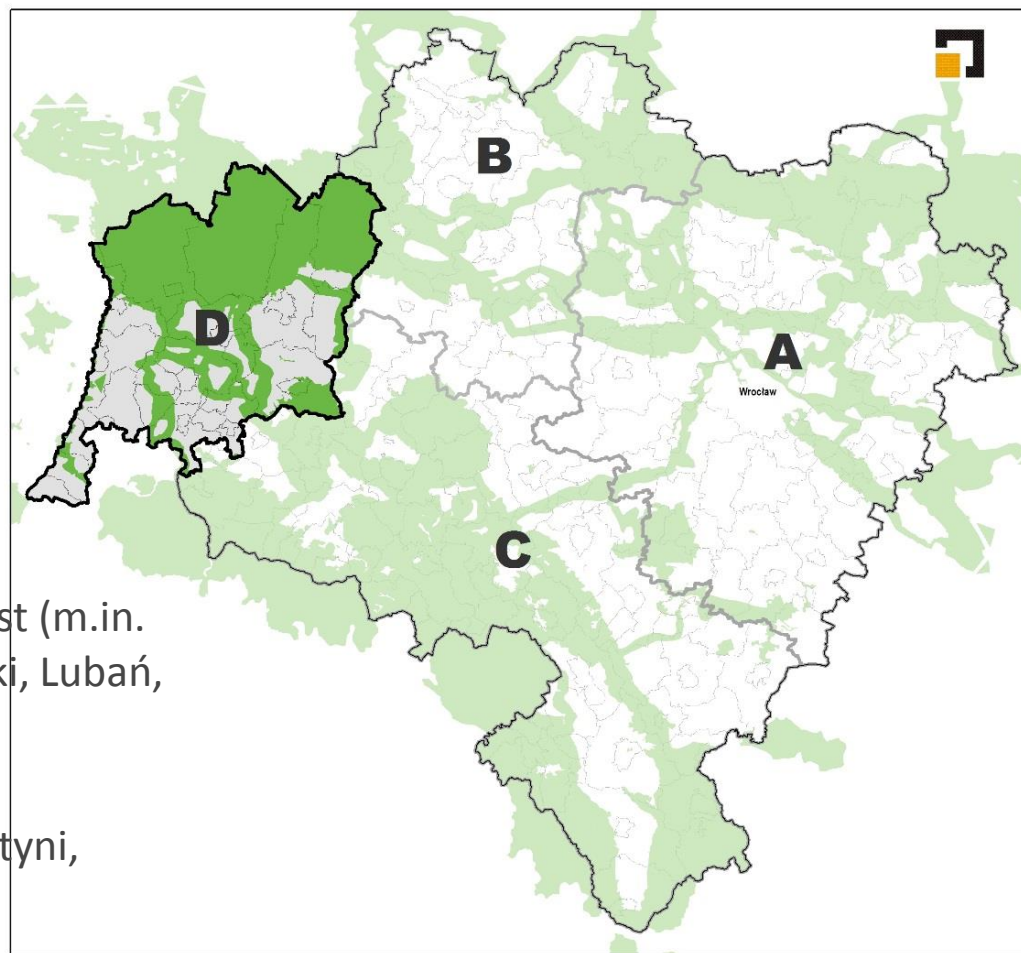 B
D
A
Wrocław
C
st (m.in.
ki, Lubań,
tyni,